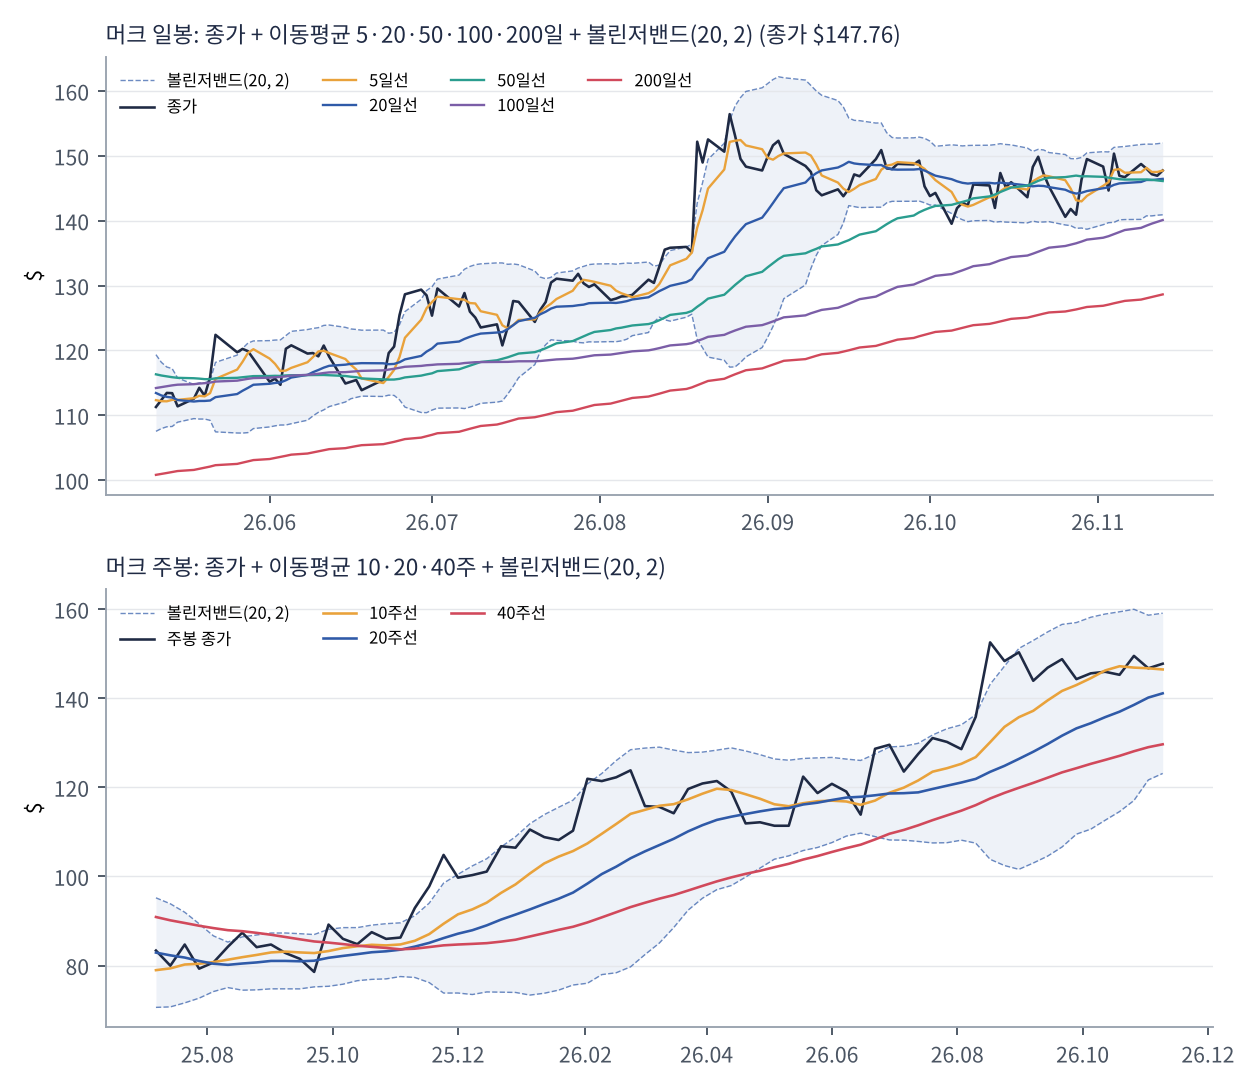 머크 일봉: 종가 + 이동평균 5·20·50·100·200일 + 볼린저밴드(20, 2) (종가 $147.76)
볼린저밴드(20, 2) 5일선 50일선 200일선
종가 20일선 100일선
160
150
140
130
120
110
100
$
26.06 26.07 26.08 26.09 26.10 26.11
머크 주봉: 종가 + 이동평균 10·20·40주 + 볼린저밴드(20, 2)
볼린저밴드(20, 2) 10주선 40주선
주봉 종가 20주선
160
140
120
100
80
$
25.08 25.10 25.12 26.02 26.04 26.06 26.08 26.10 26.12